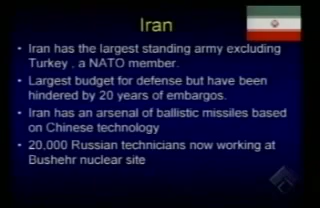 Iran
• Iran has the largest standing army excluding
Turkey , a NATO member.
• Largest budget for defense but have been
hindered by 20 years of embargos.
• Iran has an arsenal of ballistic missiles based
on Chinese technology
• 20,000 Russian technicians now working at
Bushehr nuclear site